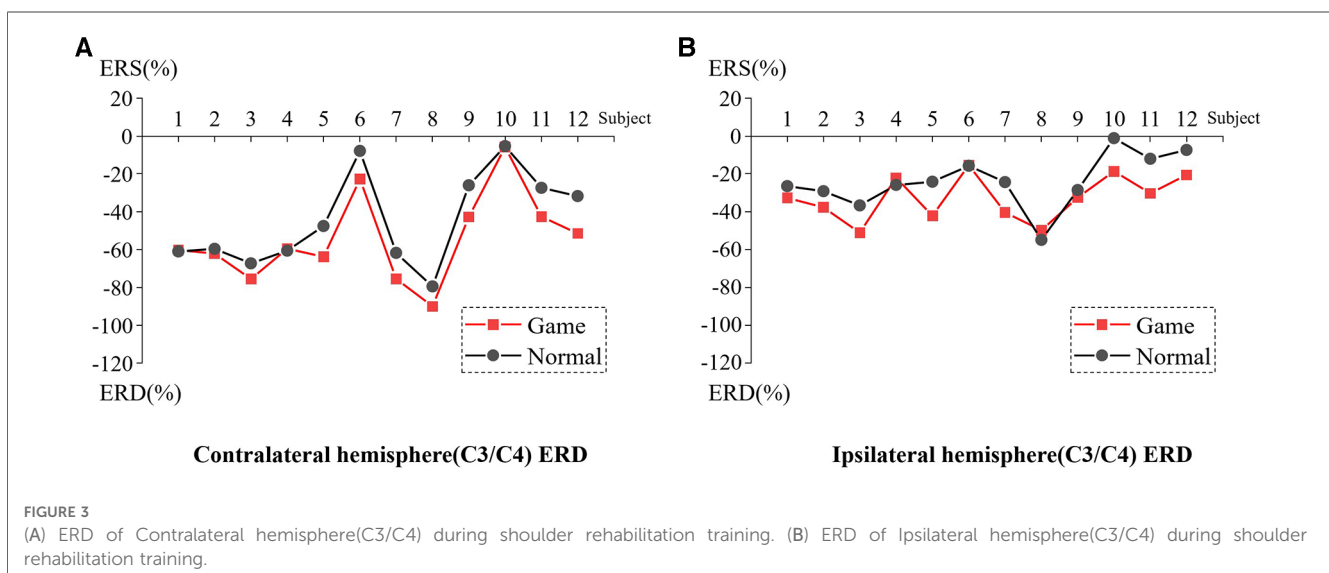 A
ERS(%)
20
0
-20
-40
-60
-80
-100
-120
ERD(%)
1 2 3 4 5 6 7 8 9 10 11 12 Subject
Game
Normal
Contralateral hemisphere(C3/C4) ERD
B
ERS(%)
20
0
-20
-40
-60
-80
-100
-120
ERD(%)
1 2 3 4 5 6 7 8 9 10 11 12 Subject
Game
Normal
Ipsilateral hemisphere(C3/C4) ERD
FIGURE 3
(A) ERD of Contralateral hemisphere(C3/C4) during shoulder rehabilitation training. (B) ERD of Ipsilateral hemisphere(C3/C4) during shoulder
rehabilitation training.